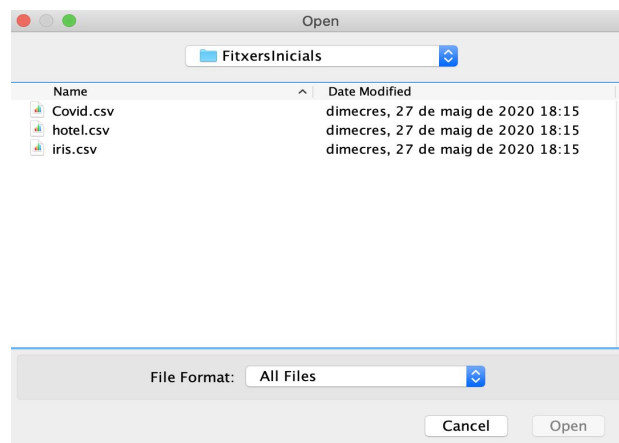 Open
FitxersInicials
Name Date Modified
Covid.csv dimecres, 27 de maig de 2020 18:15
hotel.csv dimecres, 27 de maig de 2020 18:15
iris.csv dimecres, 27 de maig de 2020 18:15
File Format: All Files
Cancel Open